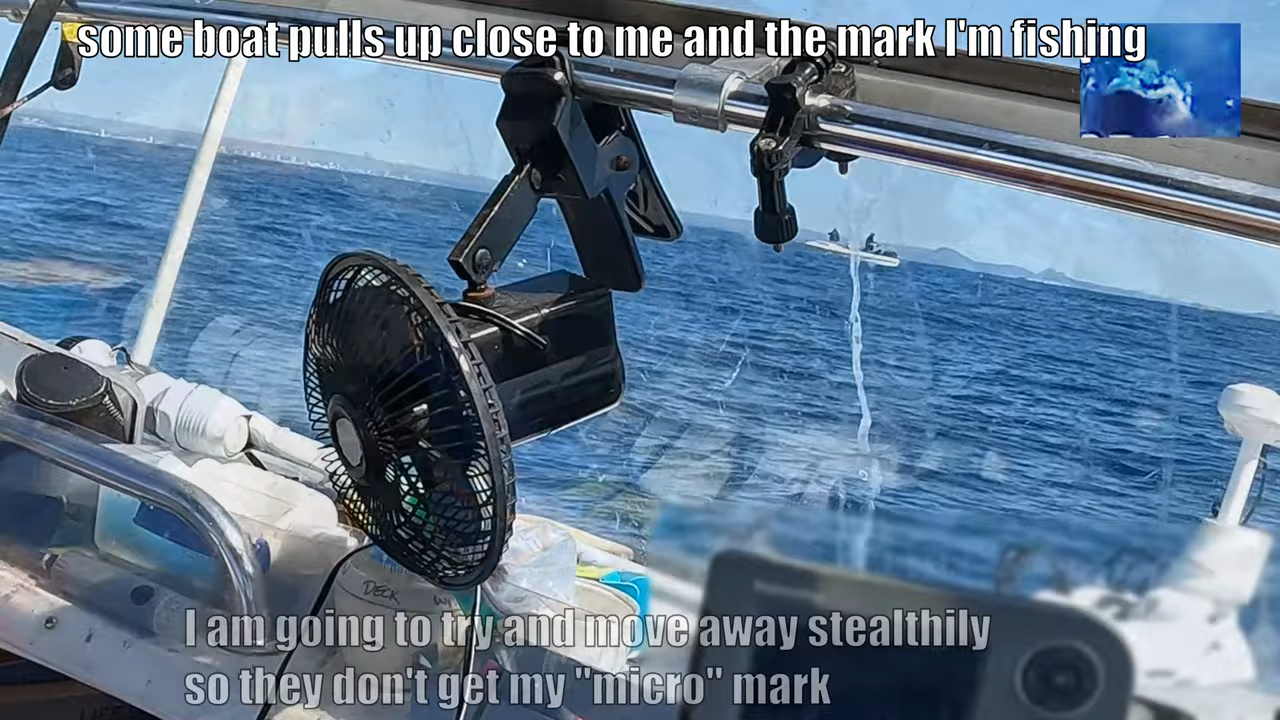 some boat pulls up close to me and the mark I'm fishing
DECK
I am going to try and move away stealthily
so they don't get my "micro" mark